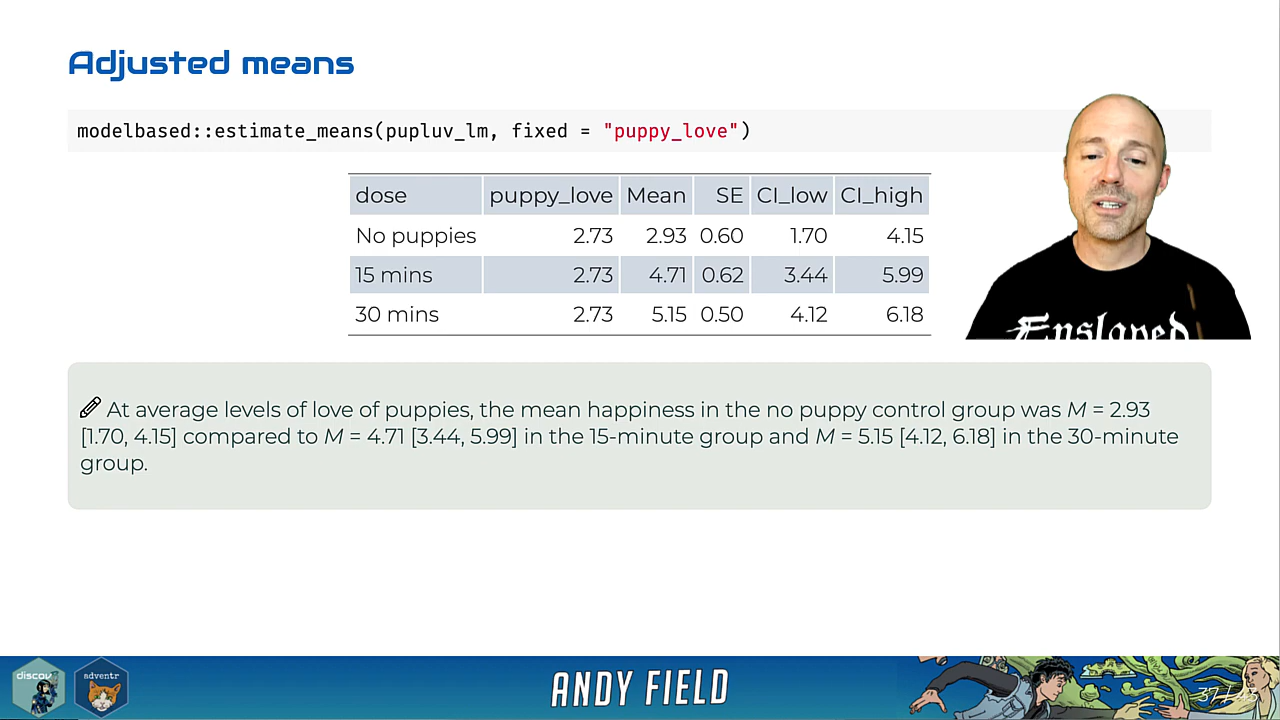 Adjusted means
modelbased::estimate_means(pupluv_lm, fixed = "puppy_love")
dose puppy_love Mean SE CI_low CI_high
No puppies 2.73 2.93 0.60 1.70 4.15
15 mins 2.73 4.71 0.62 3.44 5.99
30 mins 2.73 5.15 0.50 4.12 6.18
Enslaved
At average levels of love of puppies, the mean happiness in the no puppy control group was M = 2.93
[1.70, 4.15] compared to M = 4.71 [3.44, 5.99] in the 15-minute group and M = 5.15 [4.12, 6.18] in the 30-minute
group.
discov
adventr
ANDY FIELD